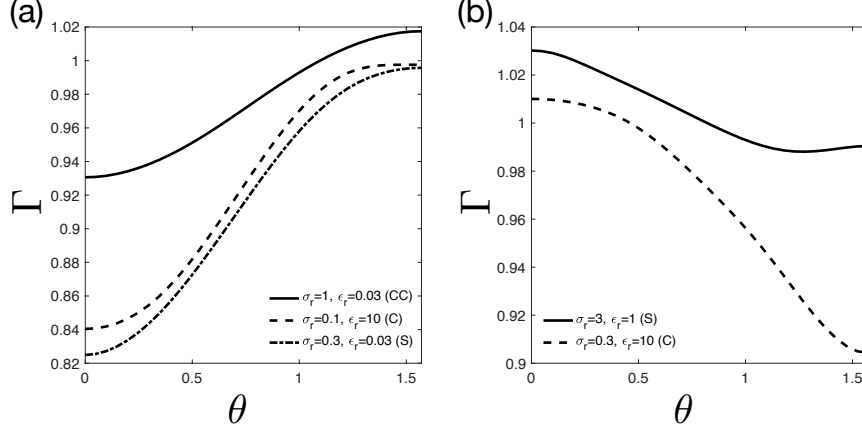 (a)
1.02
1
0.98
0.96
0.94
0.92
0.9
0.88
0.86
0.84
0.82
Γ
σr=1, ϵr=0.03 (CC)
σr=0.1, ϵr=10 (C)
σr=0.3, ϵr=0.03 (S)
0 0.5 1 1.5
θ
(b)
1.04
1.02
1
0.98
0.96
0.94
0.92
0.9
Γ
σr=3, ϵr=1 (S)
σr=0.3, ϵr=10 (C)
0 0.5 1 1.5
θ